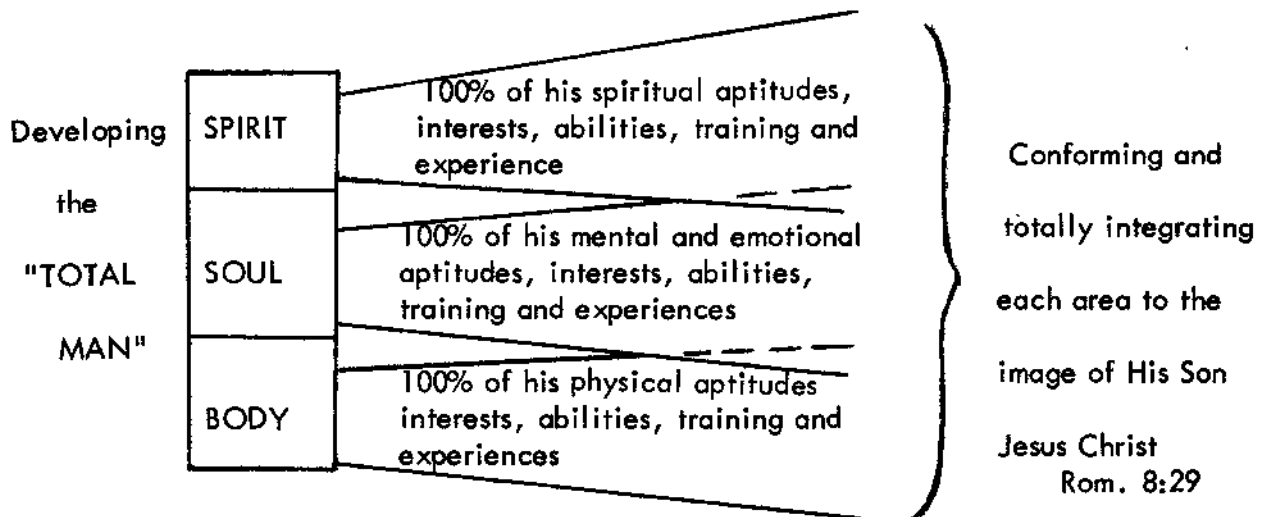 Developing
the
"TOTAL
MAN"
SPIRIT
100% of his spiritual aptitudes,
interests, abilities, training and
experience
SOUL
100% of his mental and emotional
aptitudes, interests, abilities,
training and experiences
BODY
100% of his physical aptitudes
interests, abilities, training and
experiences
Conforming and
totally integrating
each area to the
image of His Son
Jesus Christ
Rom. 8:29